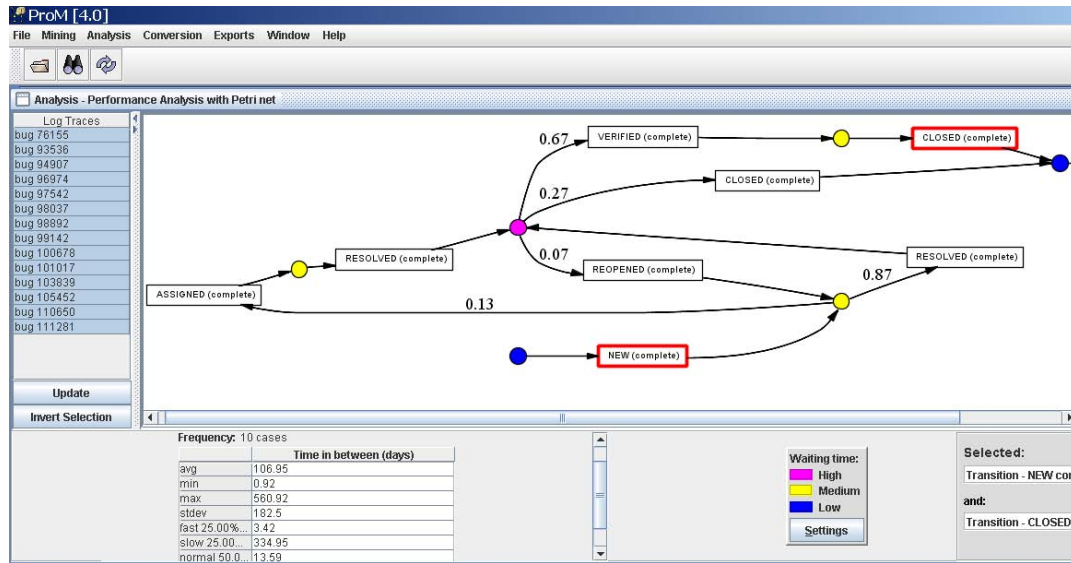 ProM [4.0]
File Mining Analysis Conversion Exports Window Help
Analysis - Performance Analysis with Petri net
Log Traces
bug 76155
bug 93536
bug 94907
bug 96974
bug 97542
bug 98037
bug 98892
bug 99142
bug 100678
bug 101017
bug 103839
bug 105452
bug 110650
bug 111281
Update
Invert Selection
0.67 VERIFIED (complete) CLOSED (complete)
CLOSED (complete)
0.27
RESOLVED (complete) 0.07 RESOLVED (complete)
REOPENED (complete) 0.87
ASSIGNED (complete)
0.13
NEW (complete)
Frequency: 10 cases
Time in between (days)
avg 106.95
min 0.92
max 560.92
stdev 182.5
fast 25.00%... 3.42
slow 25.00... 334.95
normal 50.0... 13.59
Waiting time:
High
Medium
Low
Settings
Selected:
Transition - NEW con
and:
Transition - CLOSED